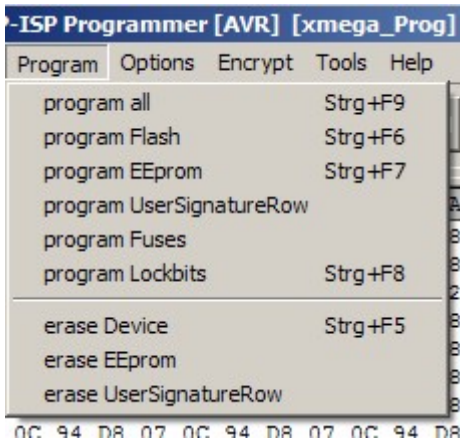 -ISP Programmer [AVR] [xmega_Prog]
Program Options Encrypt Tools Help
program all Strg+F9
program Flash Strg+F6
program EEprom Strg+F7
program UserSignatureRow
program Fuses
program Lockbits Strg+F8
erase Device Strg+F5
erase EEprom
erase UserSignatureRow
0C 94 D8 07 0C 94 D8 07 0C 94 D8